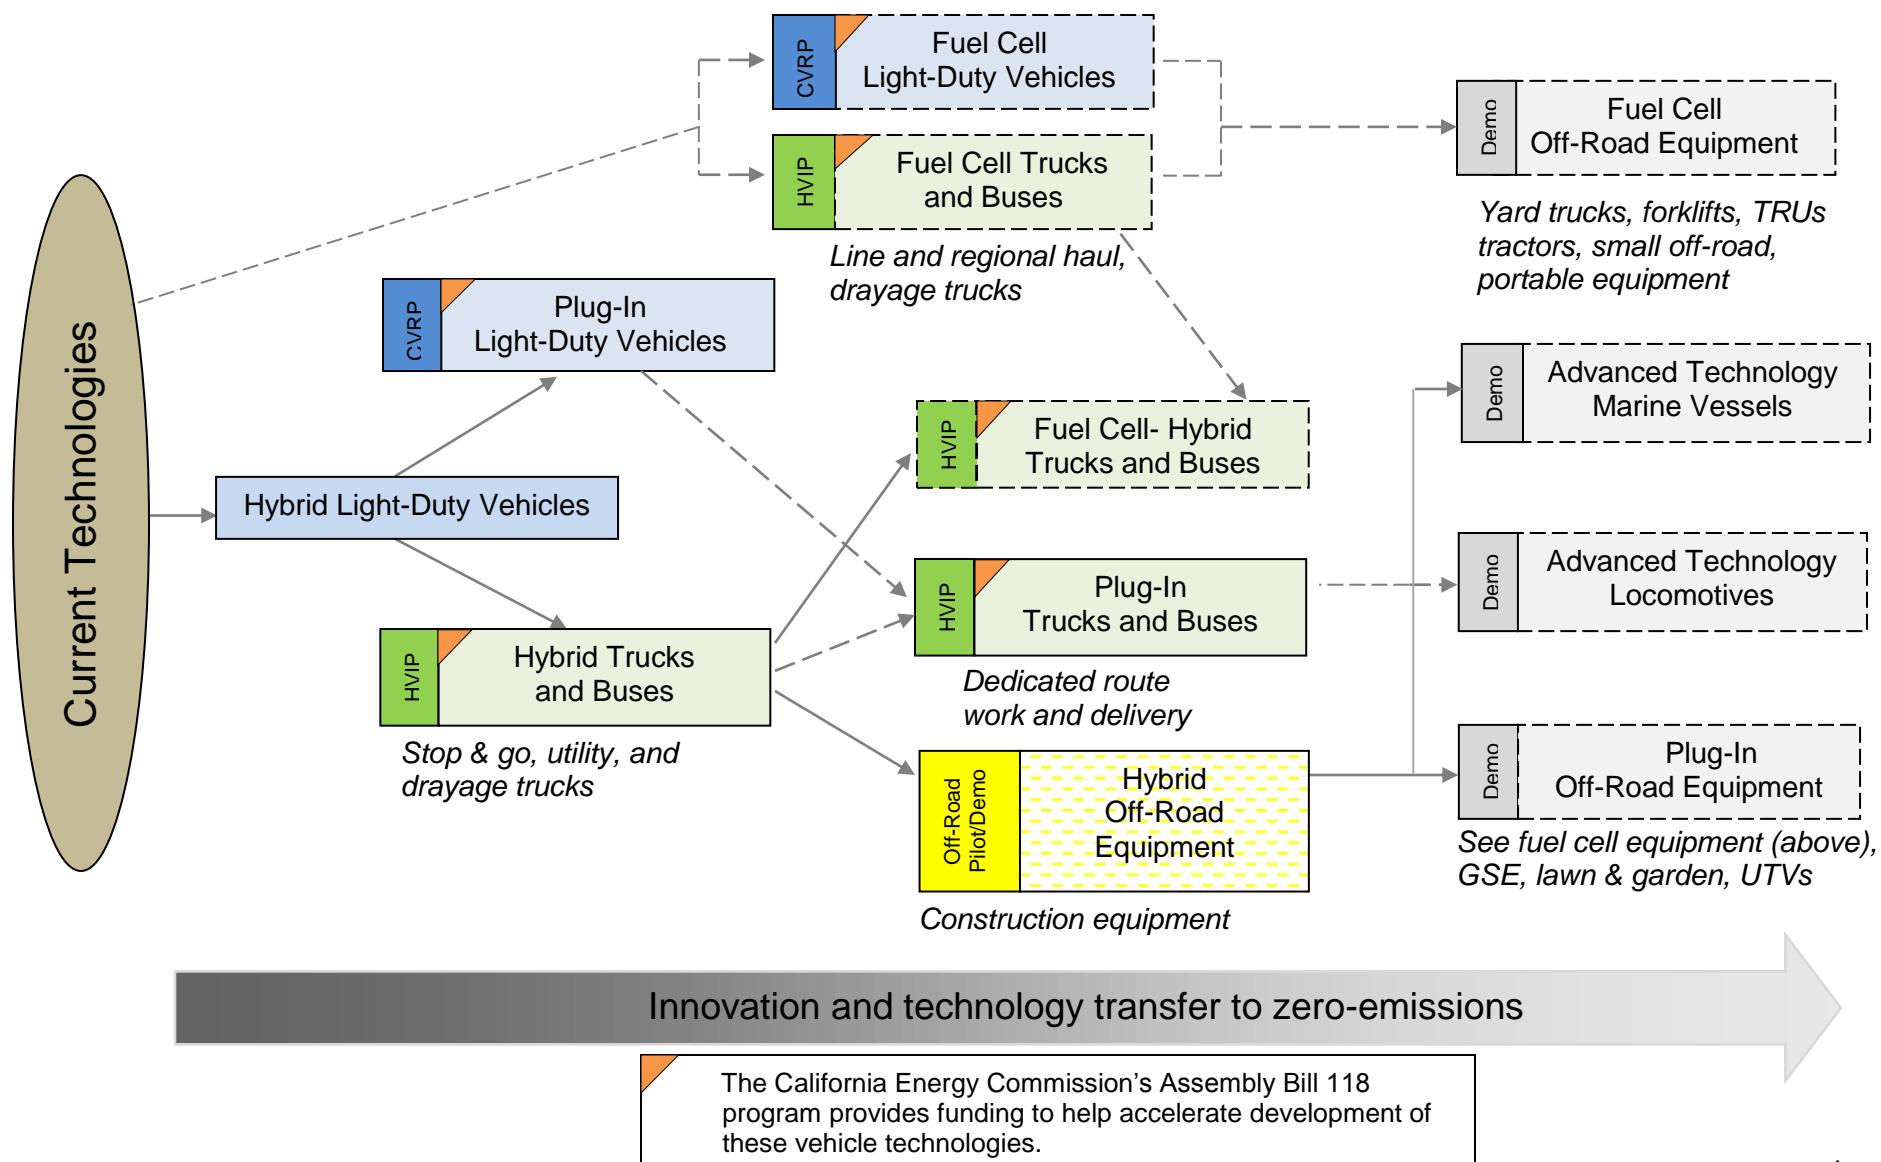 Current Technologies
CVRP
Fuel Cell
Light-Duty Vehicles
HVIP
Fuel Cell Trucks
and Buses
Line and regional haul,
drayage trucks
Demo
Fuel Cell
Off-Road Equipment
Yard trucks, forklifts, TRUs
tractors, small off-road,
portable equipment
CVRP
Plug-In
Light-Duty Vehicles
Hybrid Light-Duty Vehicles
HVIP
Hybrid Trucks
and Buses
Stop & go, utility, and
drayage trucks
HVIP
Fuel Cell- Hybrid
Trucks and Buses
HVIP
Plug-In
Trucks and Buses
Dedicated route
work and delivery
Off-Road
Pilot/Demo
Hybrid
Off-Road
Equipment
Construction equipment
Demo
Advanced Technology
Marine Vessels
Demo
Advanced Technology
Locomotives
Demo
Plug-In
Off-Road Equipment
See fuel cell equipment (above),
GSE, lawn & garden, UTVs
Innovation and technology transfer to zero-emissions
The California Energy Commission’s Assembly Bill 118
program provides funding to help accelerate development of
these vehicle technologies.